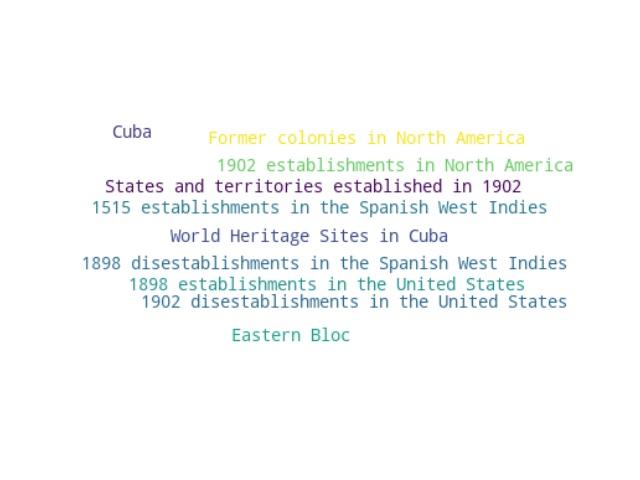 Cuba
Former colonies in North America
1902 establishments in North America
States and territories established in 1902
1515 establishments in the Spanish West Indies
World Heritage Sites in Cuba
1898 disestablishments in the Spanish West Indies
1898 establishments in the United States
1902 disestablishments in the United States
Eastern Bloc